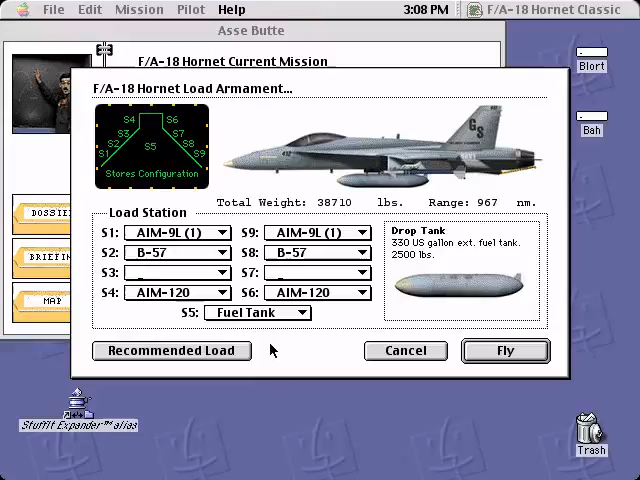 File Edit Mission Pilot Help 3:08 PM F/A-18 Hornet Classic
Asse Butte
F/A-18 Hornet Current Mission
Blort
Bah
F/A-18 Hornet Load Armament...
S4 S6
S3 S7
S2 S5 S8
S1 S9
Stores Configuration
GS
Total Weight: 38710 lbs. Range: 967 nm.
Load Station
S1: AIM-9L (1) S9: AIM-9L (1)
S2: B-57 S8: B-57
S3: _ S7: _
S4: AIM-120 S6: AIM-120
S5: Fuel Tank
Drop Tank
330 US gallon ext. fuel tank.
2500 lbs.
DOSSIE
BRIEFIN
MAP
Recommended Load Cancel Fly
StuffIt Expander™ alias
Trash